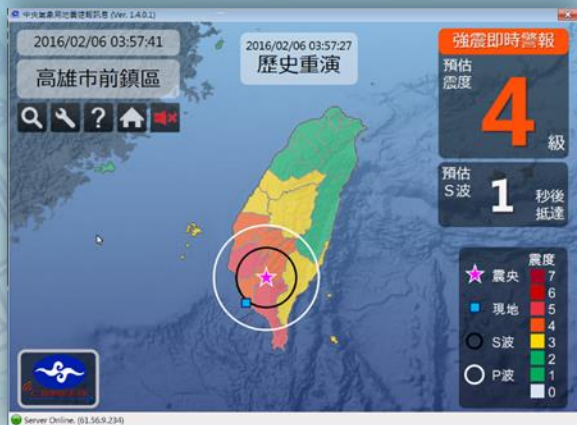 中央氣象局地震速報訊息 (Ver. 1.4.0.1)
2016/02/06 03:57:41
高雄市前鎮區
2016/02/06 03:57:27
歷史重演
強震即時警報
預估
震度
4
級
預估
S波
1
秒後
抵達
震度
震央
現地
S波
P波
7
6
5
4
3
2
1
0
Server Online. (61.56.9.234)